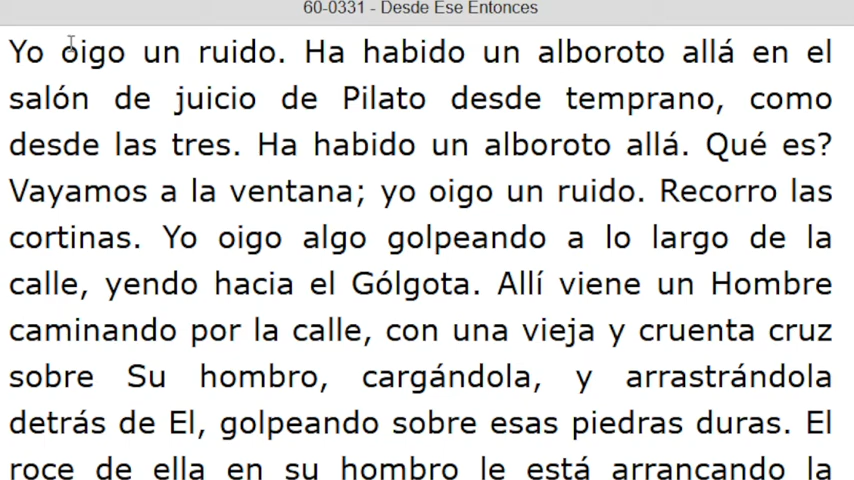 60-0331 - Desde Ese Entonces
Yo oigo un ruido. Ha habido un alboroto allá en el
salón de juicio de Pilato desde temprano, como
desde las tres. Ha habido un alboroto allá. Qué es?
Vayamos a la ventana; yo oigo un ruido. Recorro las
cortinas. Yo oigo algo golpeando a lo largo de la
calle, yendo hacia el Gólgota. Allí viene un Hombre
caminando por la calle, con una vieja y cruenta cruz
sobre Su hombro, cargándola, y arrastrándola
detrás de El, golpeando sobre esas piedras duras. El
roce de ella en su hombro le está arrancando la